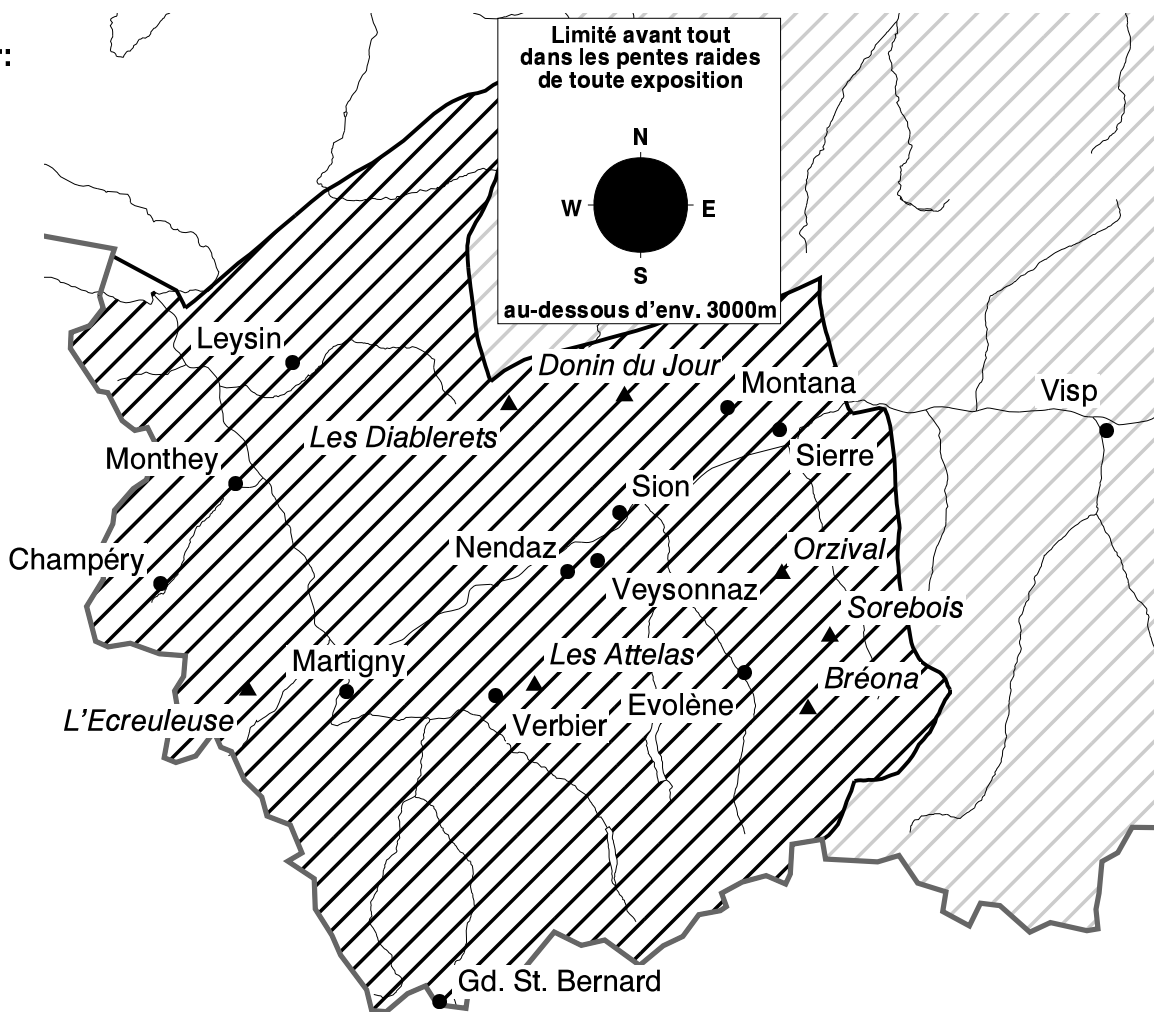 r:
Limité avant tout
dans les pentes raides
de toute exposition
N
W
E
S
au-dessous d'env. 3000m
Leysin
Donin du Jour
Montana
Visp
Les Diablerets
Monthey
Sierre
Sion
Champéry
Nendaz
Orzival
Veysonnaz
Sorebois
Martigny
Les Attelas
Bréona
L'Ecreuleuse
Verbier
Evolène
Gd. St. Bernard